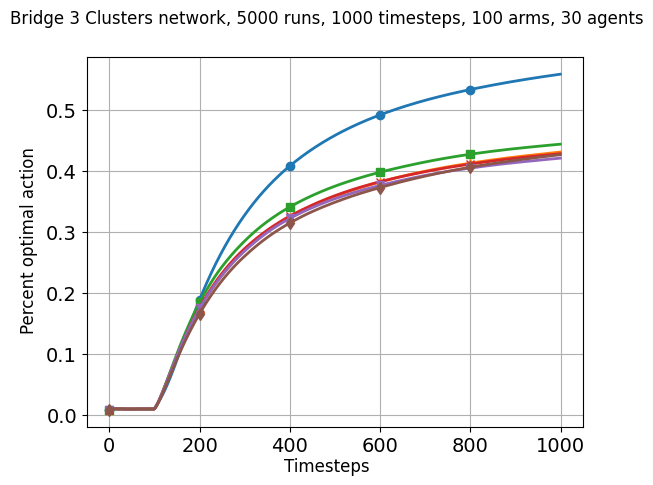 Bridge 3 Clusters network, 5000 runs, 1000 timesteps, 100 arms, 30 agents
Percent optimal action
0.5
0.4
0.3
0.2
0.1
0.0
0 200 400 600 800 1000
Timesteps